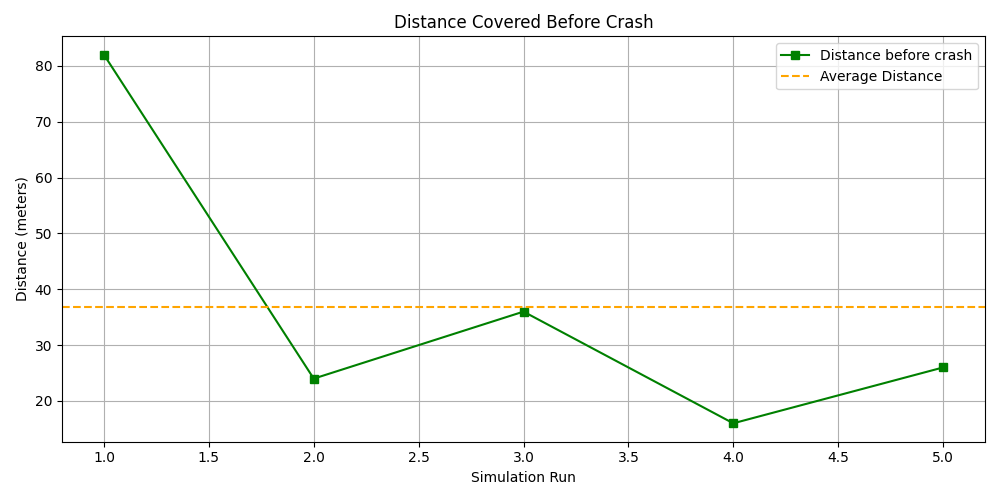 Distance Covered Before Crash
Distance before crash
Average Distance
Distance (meters)
80
70
60
50
40
30
20
1.0 1.5 2.0 2.5 3.0 3.5 4.0 4.5 5.0
Simulation Run